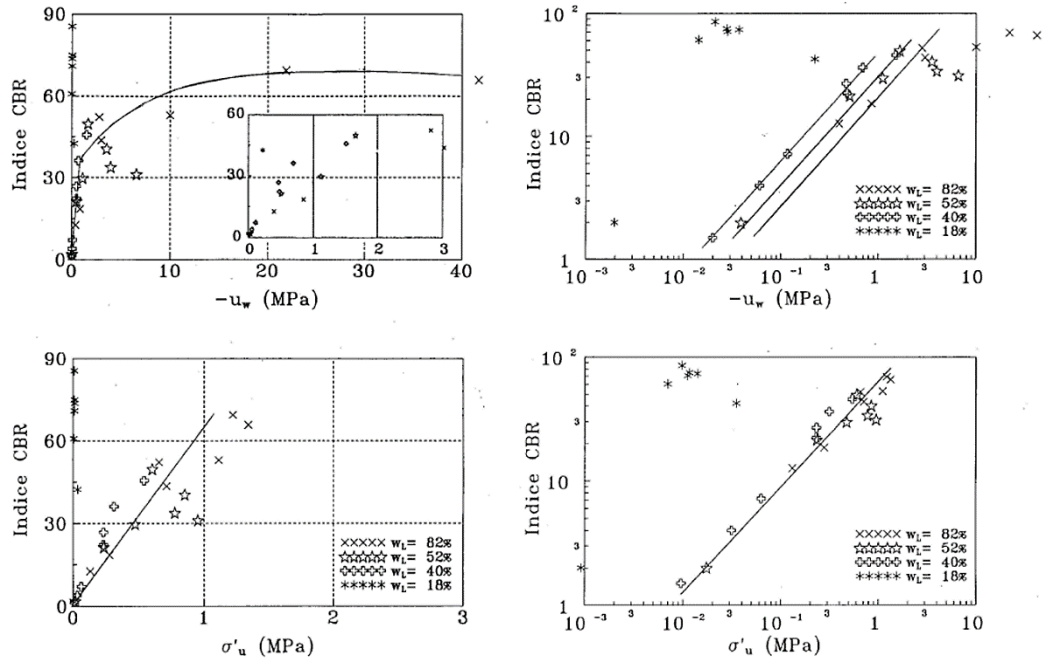 90
60
30
0
Indice CBR
60
30
0
0 1 2 3
0 10 20 30 40
-u_w (MPa)
10^2
3
10
3
1
Indice CBR
×××××× w_L= 82%
☆☆☆☆☆ w_L= 52%
✚✚✚✚ w_L= 40%
***** w_L= 18%
10^-3 3 10^-2 3 10^-1 3 1 3 10
-u_w (MPa)
90
60
30
0
Indice CBR
×××××× w_L= 82%
☆☆☆☆☆ w_L= 52%
✚✚✚✚ w_L= 40%
***** w_L= 18%
0 1 2 3
σ'_u (MPa)
10^2
3
10
3
1
Indice CBR
×××××× w_L= 82%
☆☆☆☆☆ w_L= 52%
✚✚✚✚ w_L= 40%
***** w_L= 18%
10^-3 3 10^-2 3 10^-1 3 1 3 10
σ'_u (MPa)